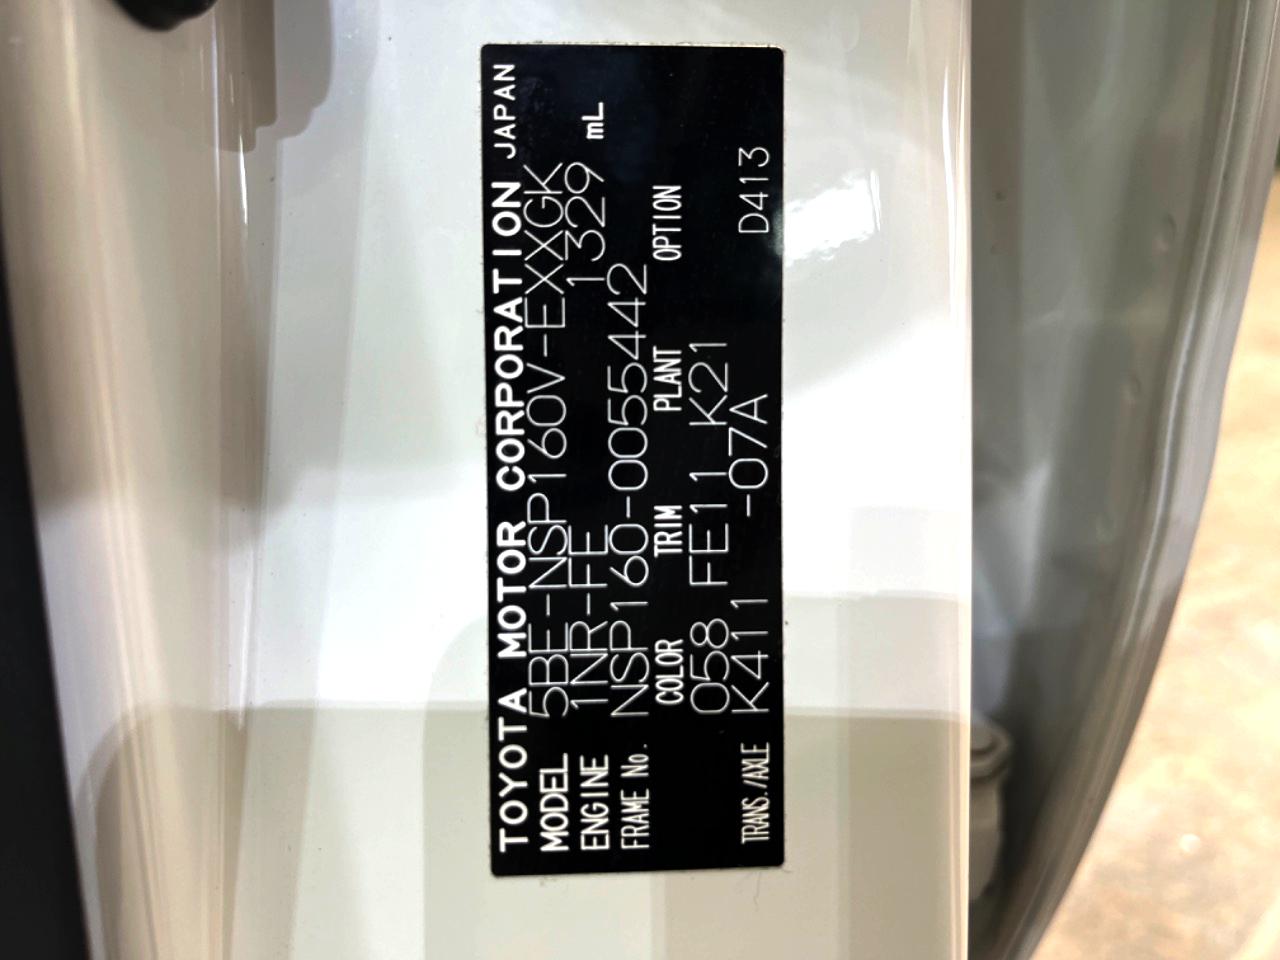 TOYOTA MOTOR CORPORATION JAPAN
MODEL 5BE-NSP160V-EXXGK
ENGINE 1NR-FE 1329 mL
FRAME No. NSP160-0055442
COLOR TRIM PLANT OPTION
058 FE11 K21
TRANS./AXLE K411 -07A D413